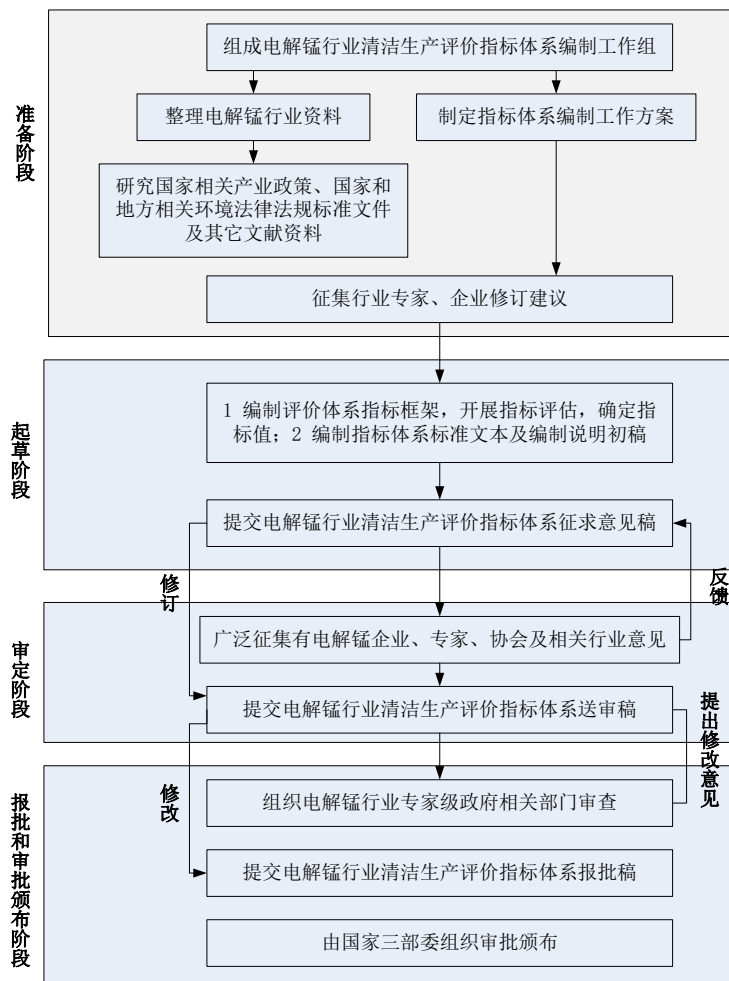 组成电解锰行业清洁生产评价指标体系编制工作组
准备阶段
整理电解锰行业资料
制定指标体系编制工作方案
研究国家相关产业政策、国家和
地方相关环境法律法规标准文件
及其它文献资料
征集行业专家、企业修订建议
起草阶段
1 编制评价体系指标框架，开展指标评估，确定指
标值；2 编制指标体系标准文本及编制说明初稿
提交电解锰行业清洁生产评价指标体系征求意见稿
修订
反馈
审定阶段
广泛征集有电解锰企业、专家、协会及相关行业意见
提交电解锰行业清洁生产评价指标体系送审稿
提出修改意见
报批和审批颁布阶段
修改
组织电解锰行业专家级政府相关部门审查
提交电解锰行业清洁生产评价指标体系报批稿
由国家三部委组织审批颁布